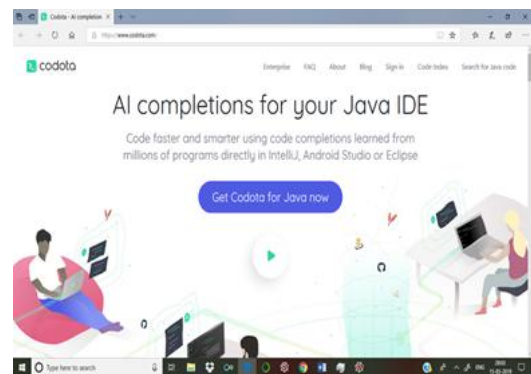 Codota - AI completion
https://www.codota.com/
codota
Enterprise FAQ About Blog Sign in Code Index Search for Java code
AI completions for your Java IDE
Code faster and smarter using code completions learned from
millions of programs directly in IntelliJ, Android Studio or Eclipse
Get Codota for Java now
Type here to search
ENG